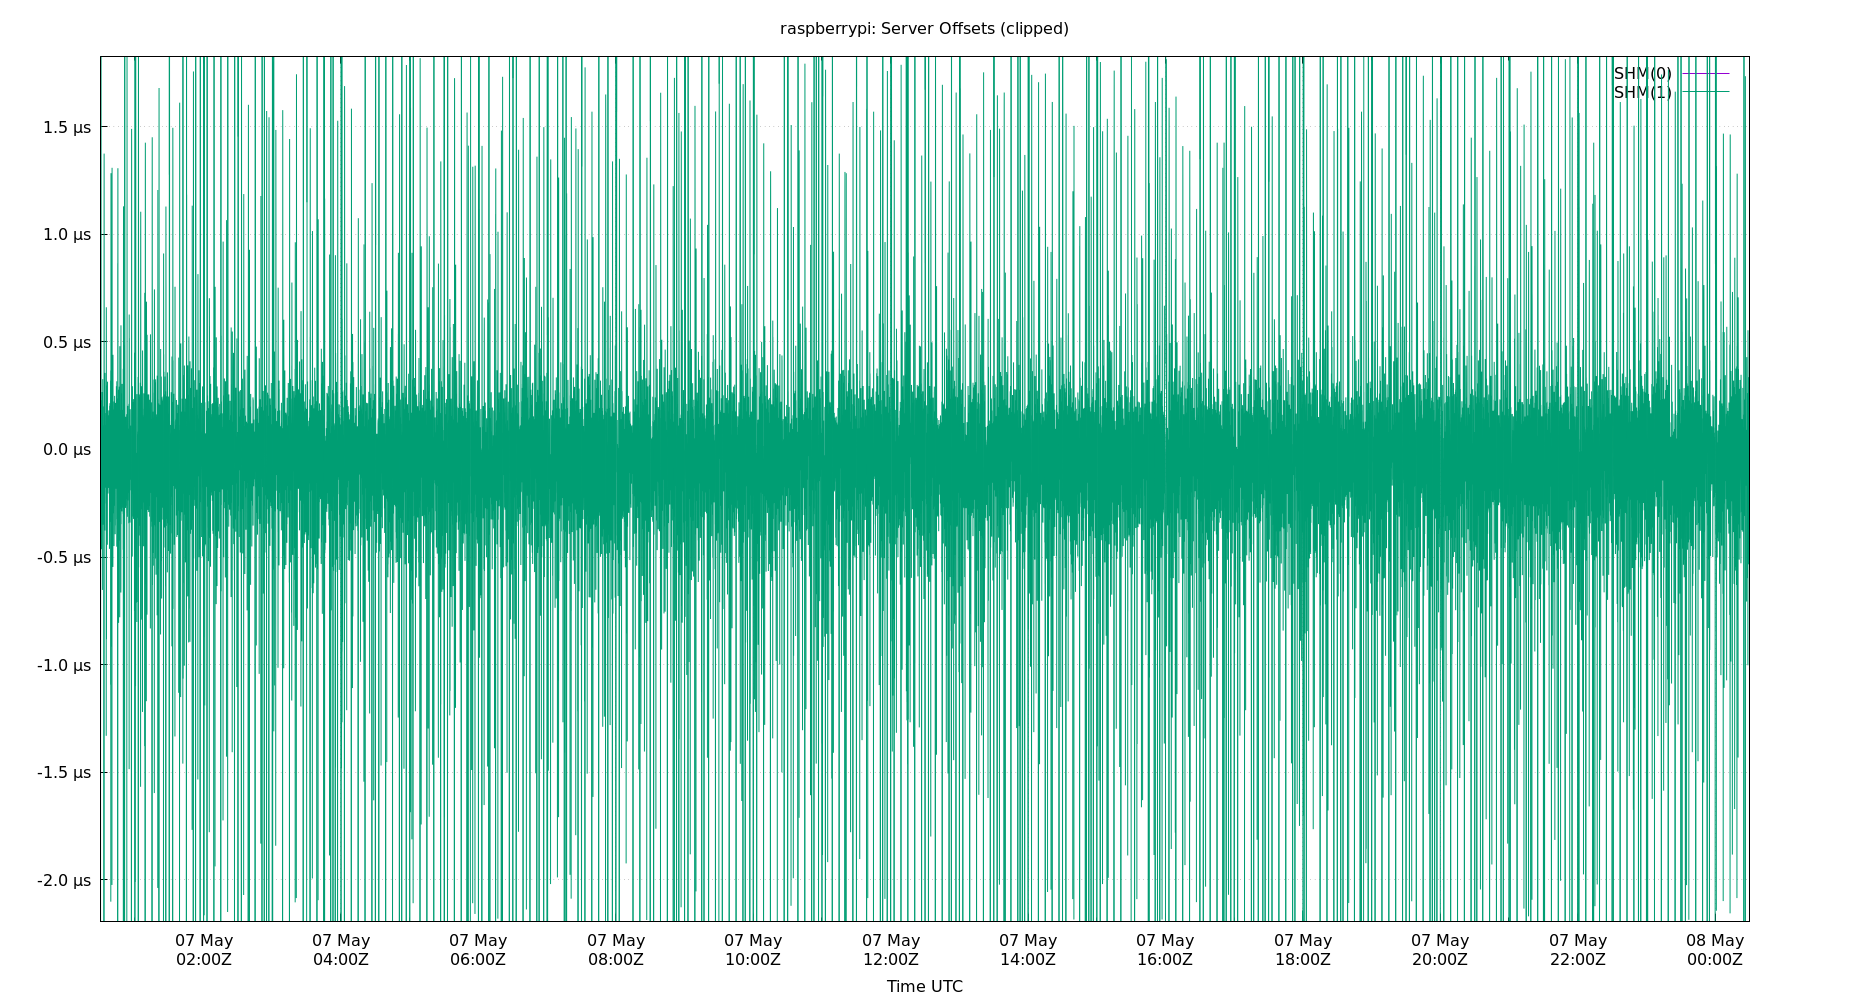 raspberrypi: Server Offsets (clipped)
SHM(0)
SHM(1)
1.5 µs
1.0 µs
0.5 µs
0.0 µs
-0.5 µs
-1.0 µs
-1.5 µs
-2.0 µs
07 May 07 May 07 May 07 May 07 May 07 May 07 May 07 May 07 May 07 May 07 May 08 May
02:00Z 04:00Z 06:00Z 08:00Z 10:00Z 12:00Z 14:00Z 16:00Z 18:00Z 20:00Z 22:00Z 00:00Z
Time UTC